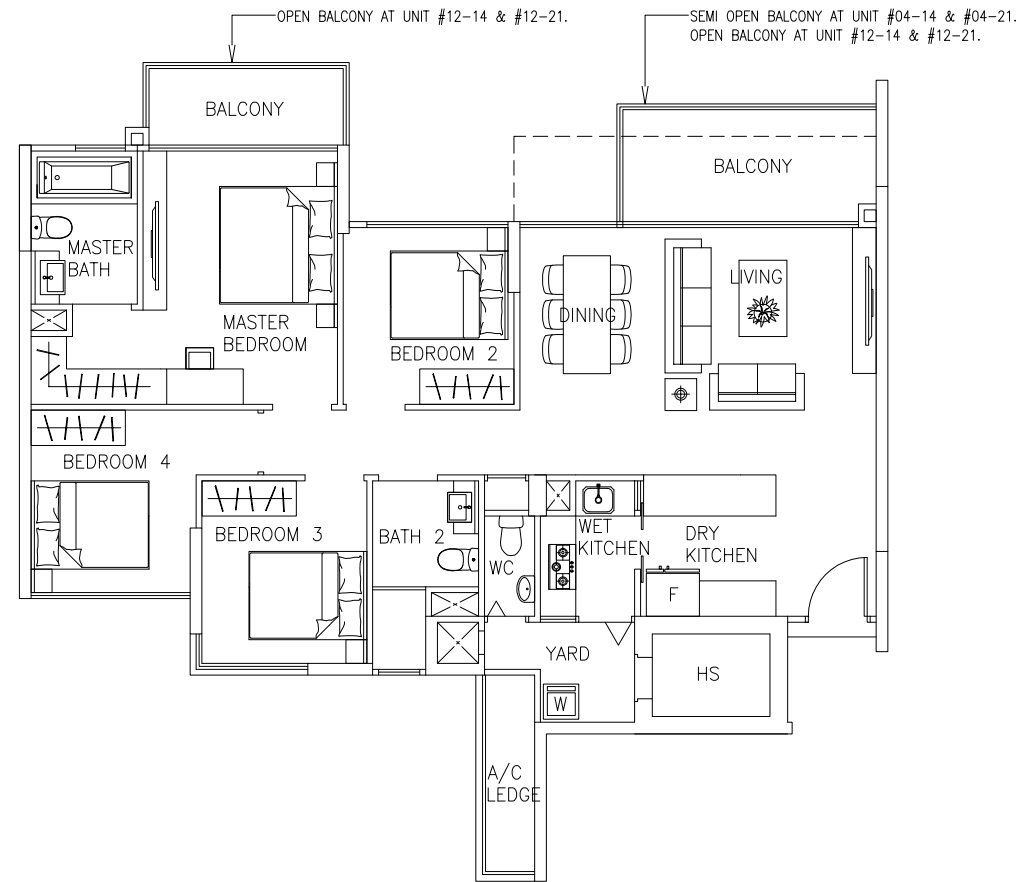 OPEN BALCONY AT UNIT #12-14 & #12-21.
SEMI OPEN BALCONY AT UNIT #04-14 & #04-21.
OPEN BALCONY AT UNIT #12-14 & #12-21.
BALCONY
BALCONY
MASTER
BATH
LIVING
MASTER
BEDROOM
DINING
BEDROOM 2
BEDROOM 4
BEDROOM 3
BATH 2
WC
WET
KITCHEN
DRY
KITCHEN
F
YARD
HS
W
A/C
LEDGE